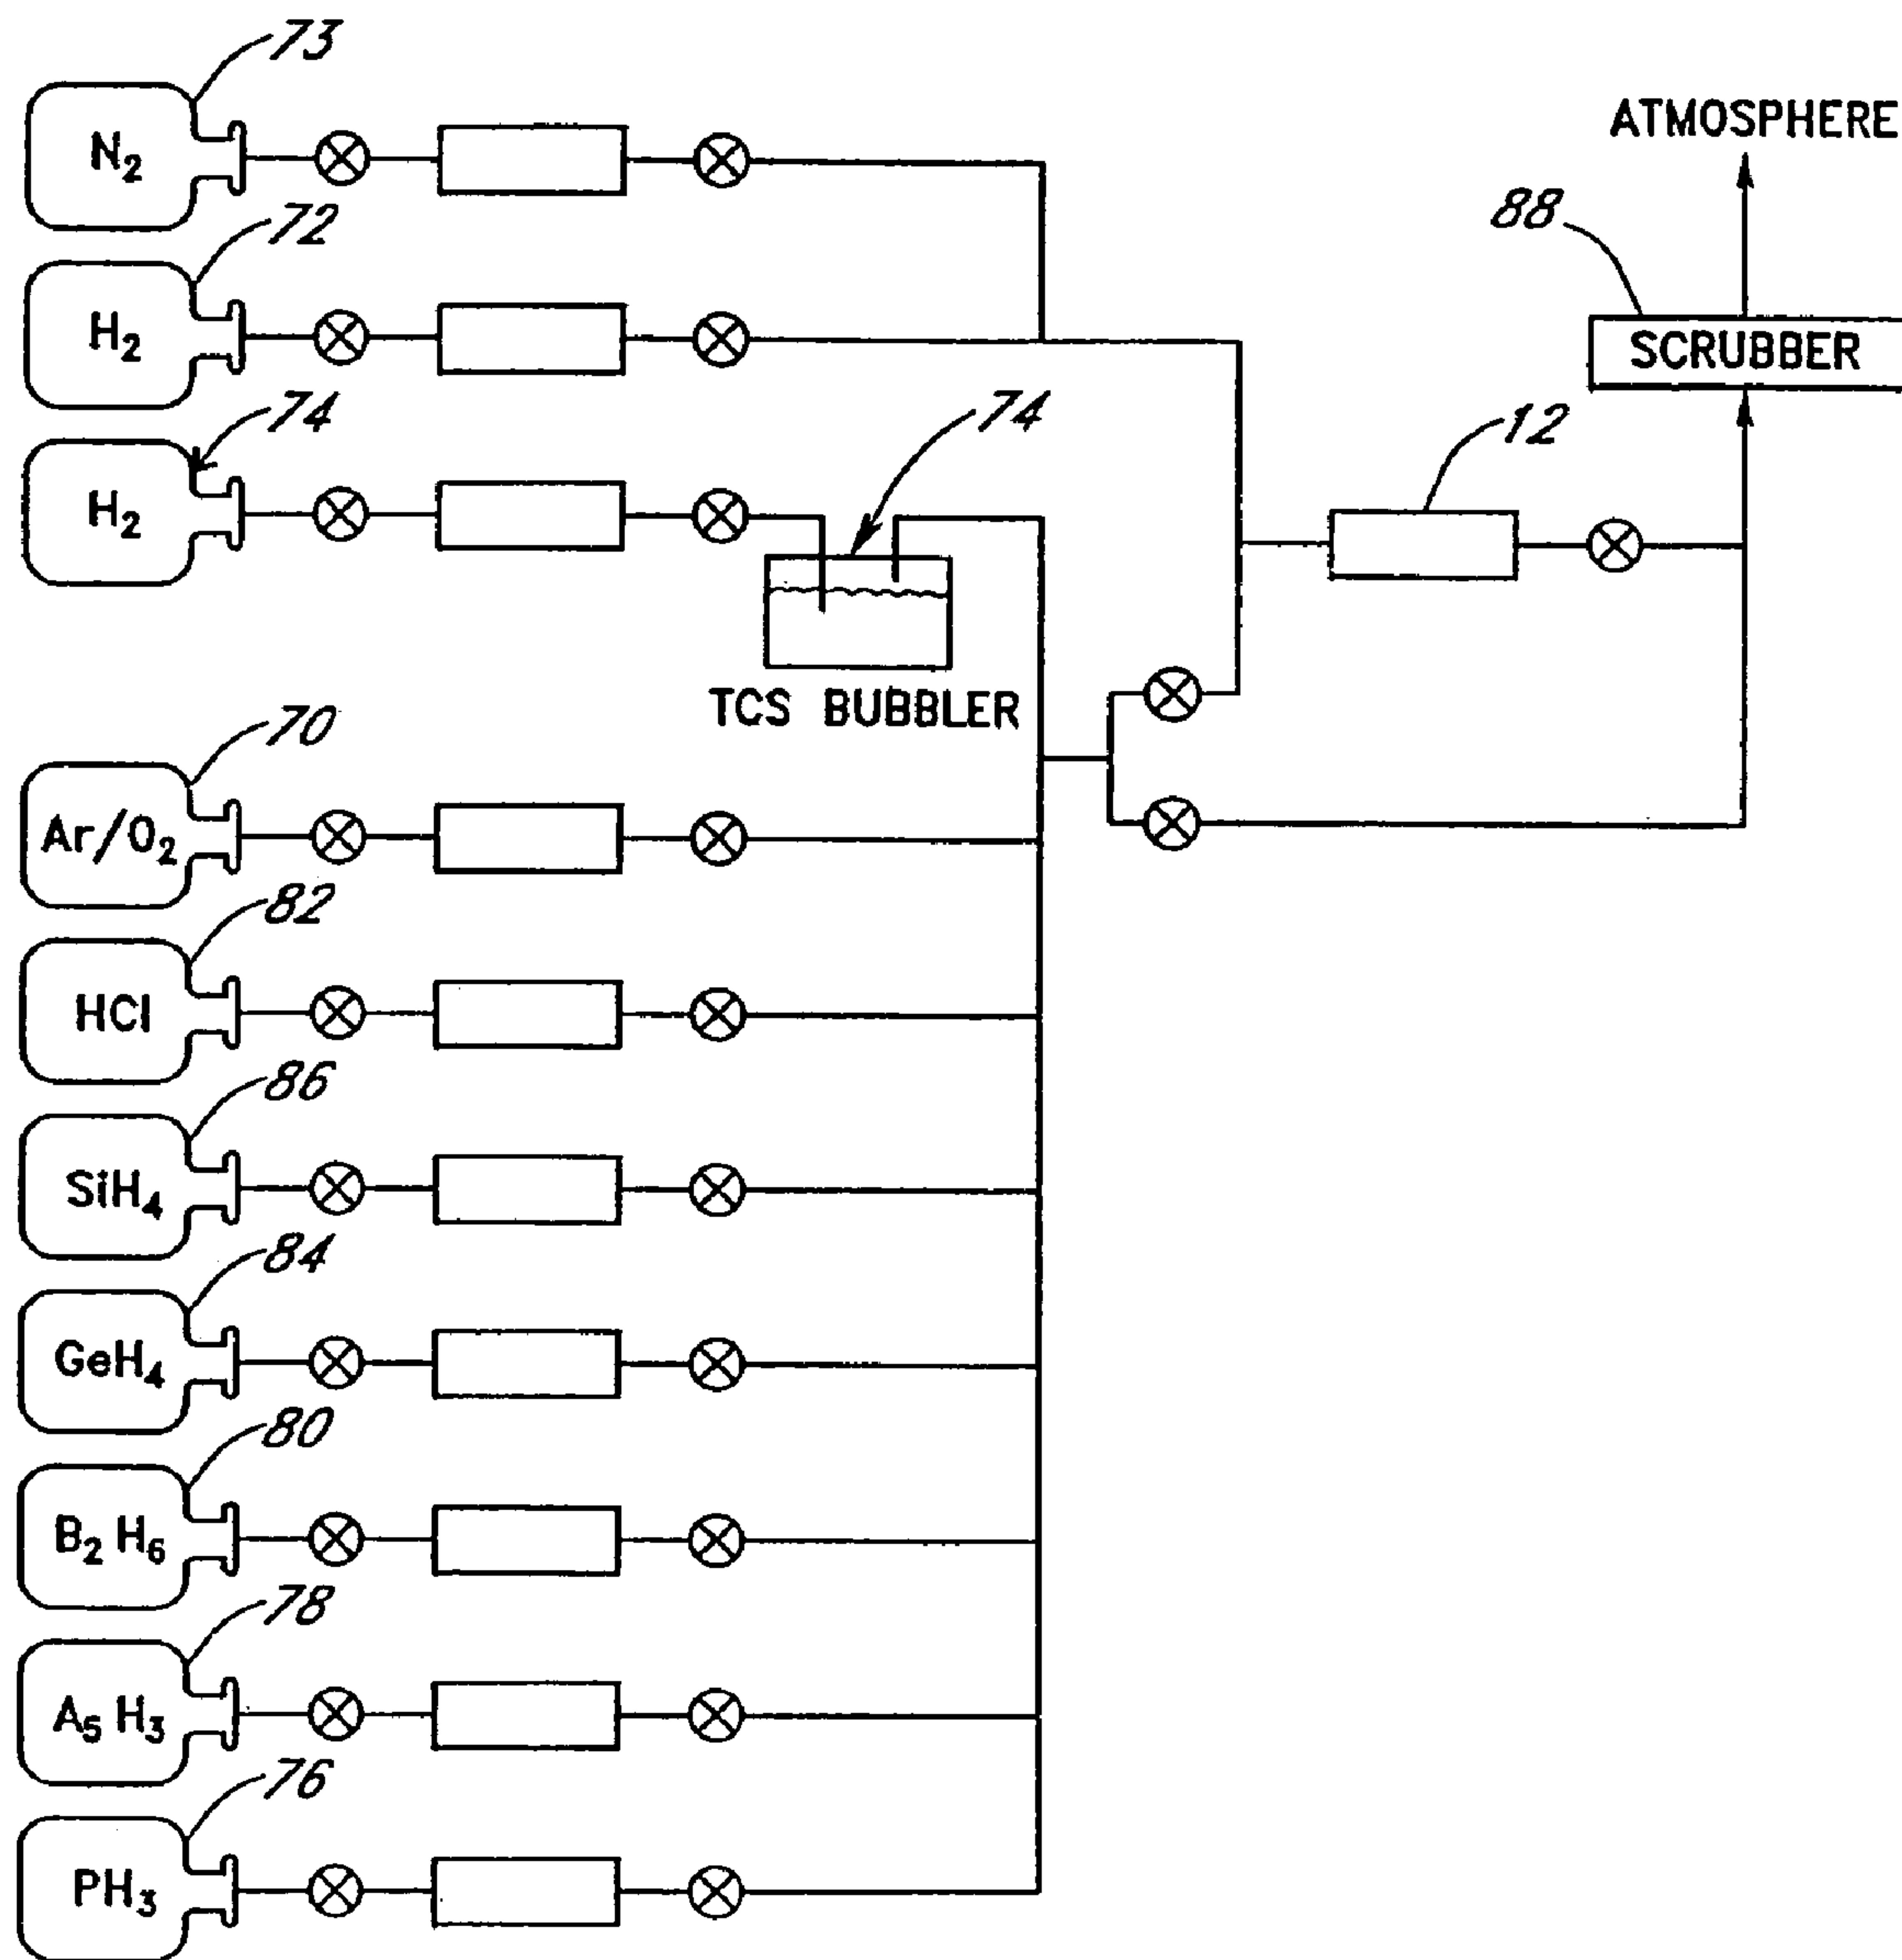 73
N₂
ATMOSPHERE
72
88
H₂
SCRUBBER
74
74
12
H₂
TCS BUBBLER
70
Ar/O₂
82
HCl
86
SiH₄
84
GeH₄
80
B₂ H₆
78
A₅ H₃
76
PH₃